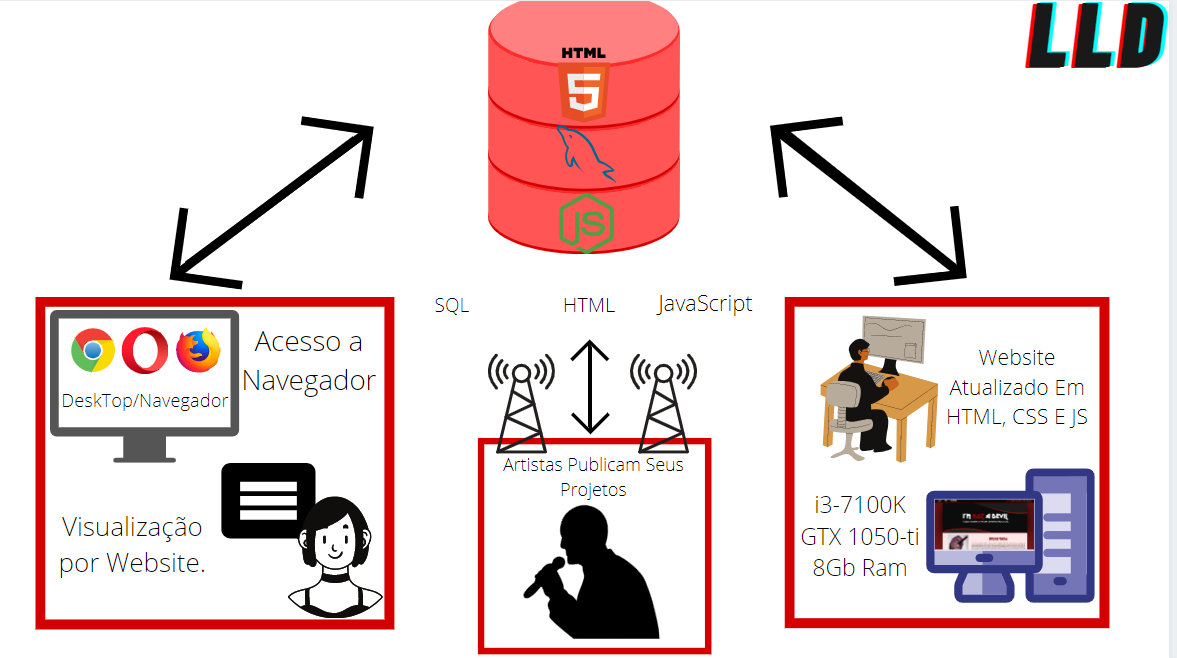 LLD
HTML
5
JS
SQL
HTML
JavaScript
Acesso a
Navegador
DeskTop/Navegador
Visualização
por Website.
Artistas Publicam Seus
Projetos
Website
Atualizado Em
HTML, CSS E JS
i3-7100K
GTX 1050-ti
8Gb Ram